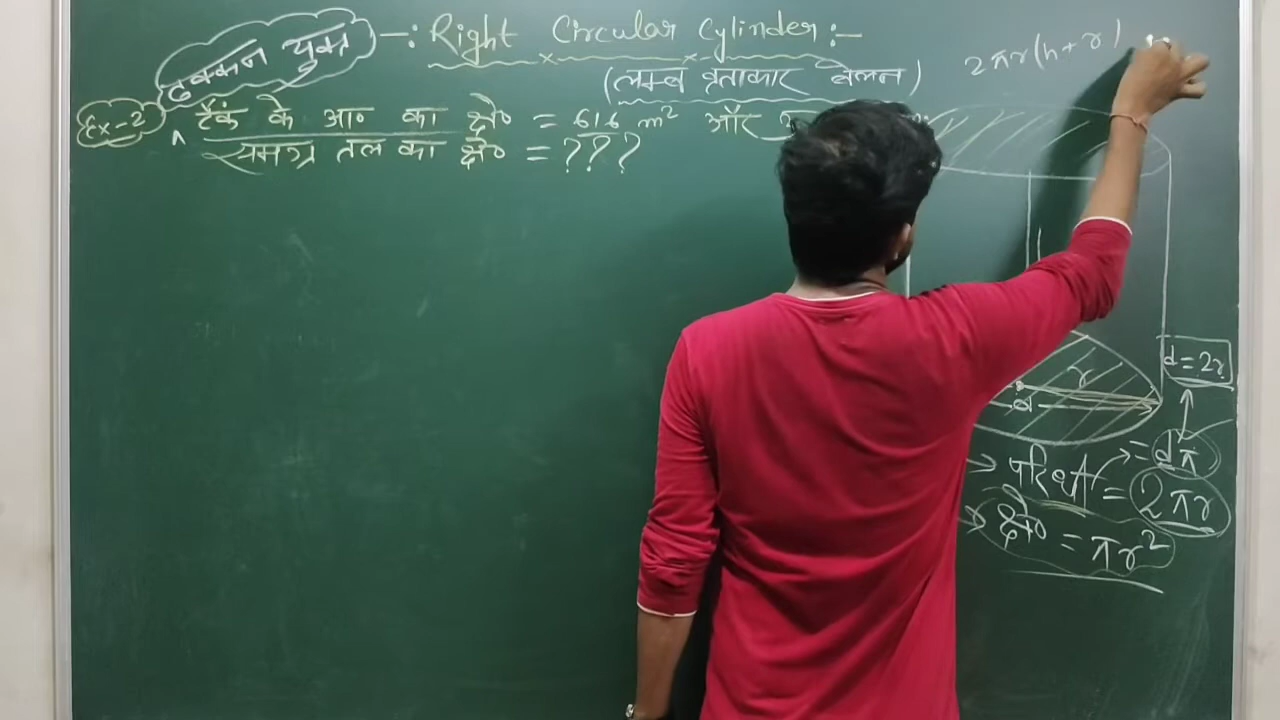 ढक्कन युक्त -: Right Circular Cylinder :-
(लम्ब व्रताकार बेलन)
Ex-2 टैंक के आ० का क्षे० = 616 m² और
समग्र तल का क्षे० = ???
2πr(h+r)
d=2r
r
d
→ परिधी = dπ
= 2πr
→ क्षे० = πr²